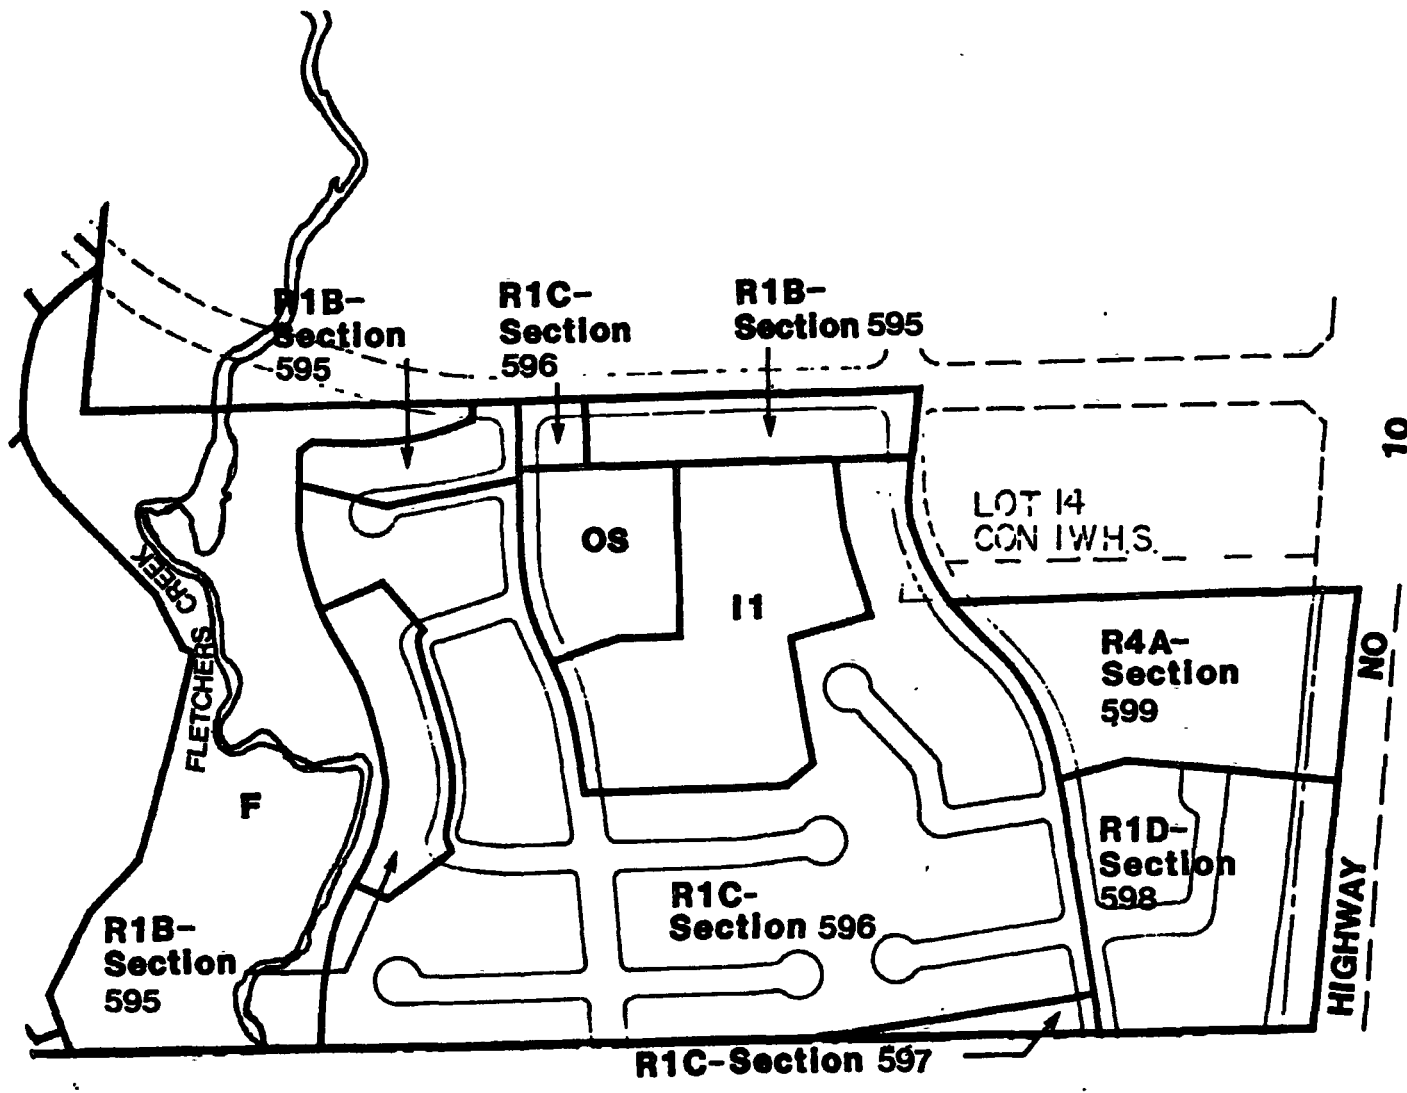 R1B-
Section
595
R1C-
Section
596
R1B-
Section 595
10
LOT 14
CON 1 W.H.S.
OS
I1
CREEK
FLETCHERS
R4A-
Section
599
NO
F
R1D-
Section
598
R1C-
Section 596
HIGHWAY
R1B-
Section
595
R1C-Section 597